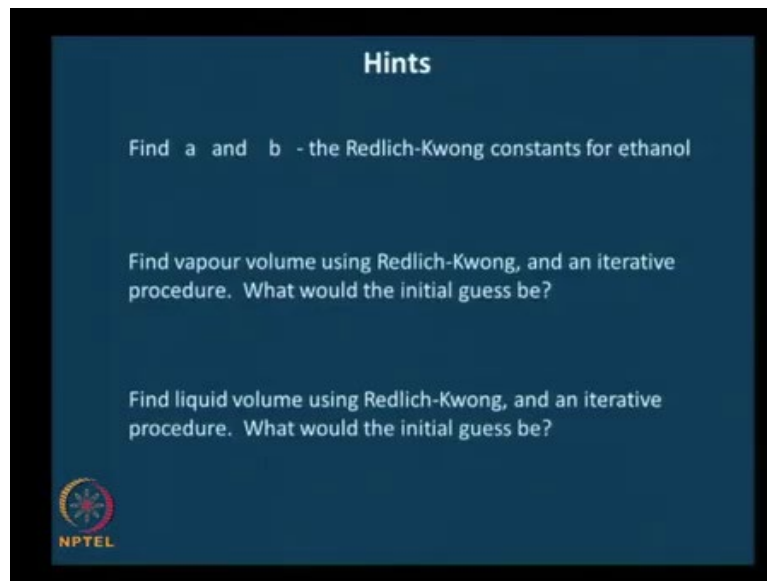 Hints
Find a and b - the Redlich-Kwong constants for ethanol
Find vapour volume using Redlich-Kwong, and an iterative
procedure. What would the initial guess be?
Find liquid volume using Redlich-Kwong, and an iterative
procedure. What would the initial guess be?
NPTEL